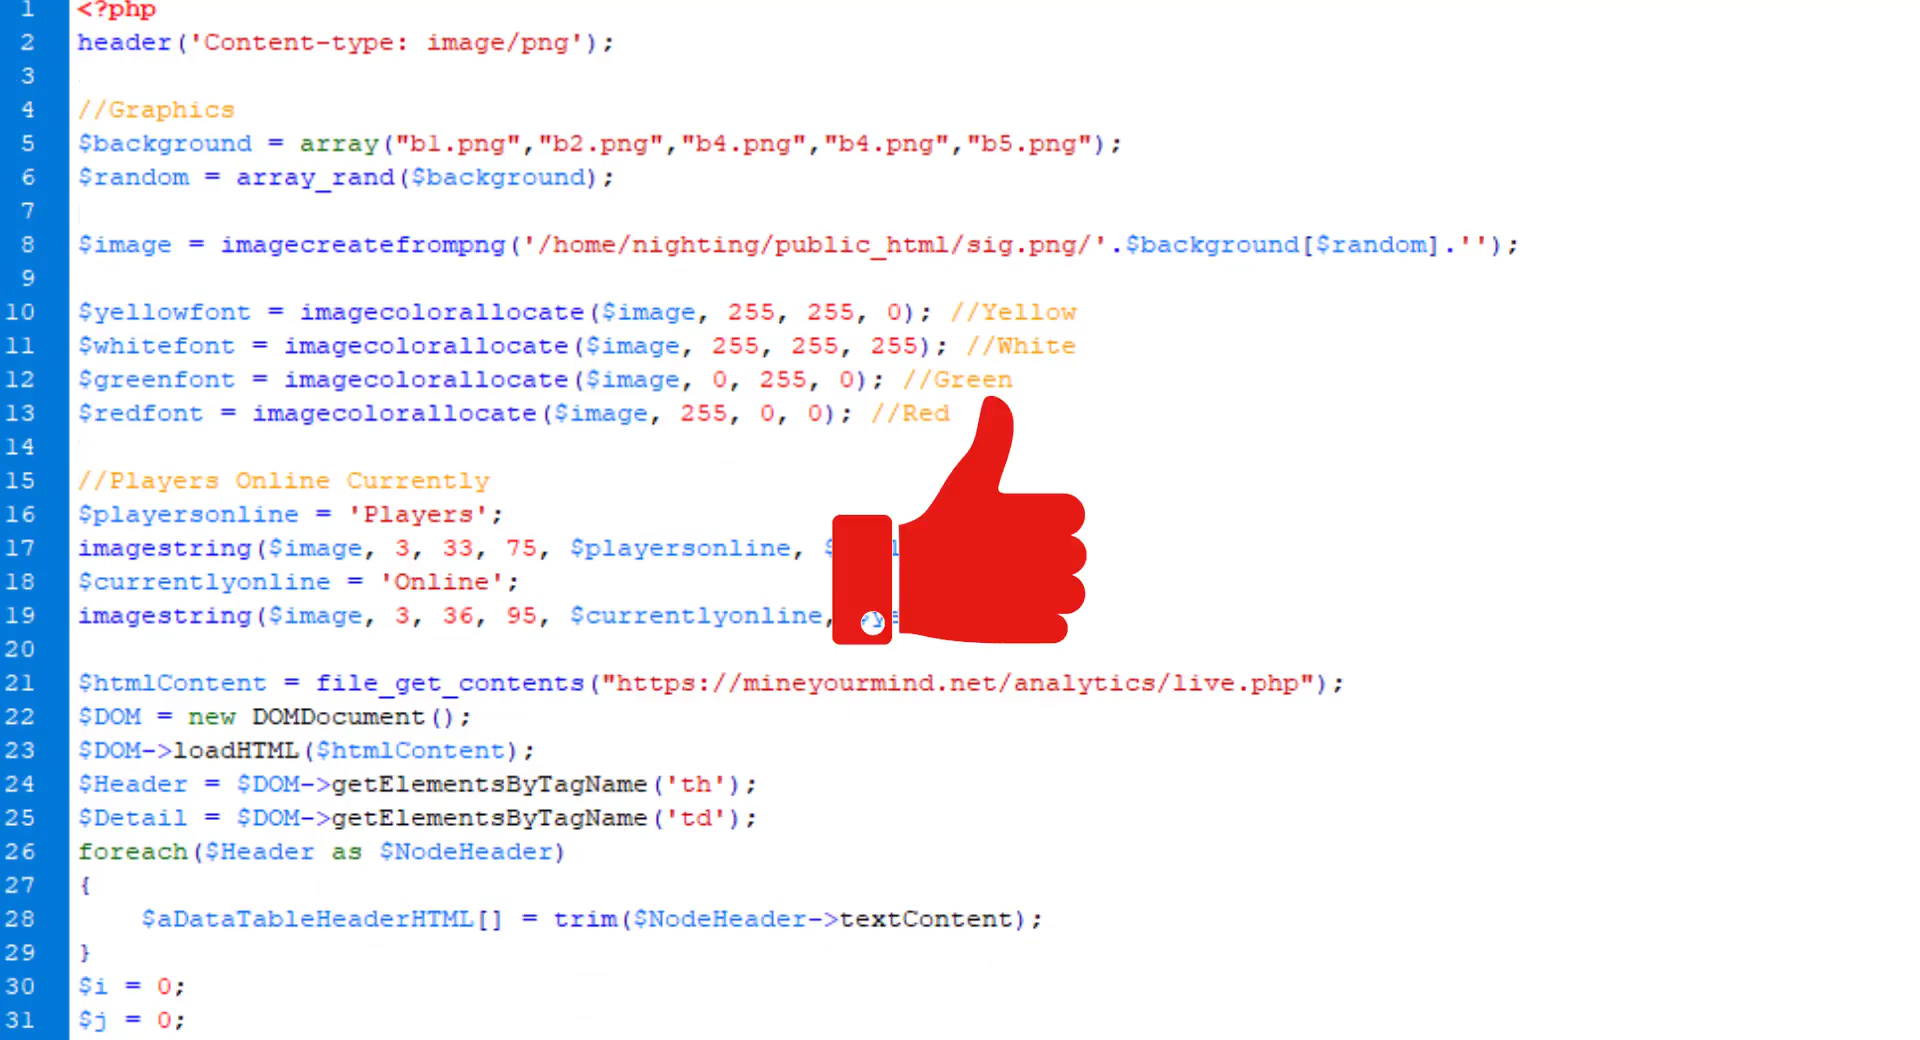 1 <?php
2 header('Content-type: image/png');
3
4 //Graphics
5 $background = array("b1.png","b2.png","b4.png","b4.png","b5.png");
6 $random = array_rand($background);
7
8 $image = imagecreatefrompng('/home/nighting/public_html/sig.png/'.$background[$random].'');
9
10 $yellowfont = imagecolorallocate($image, 255, 255, 0); //Yellow
11 $whitefont = imagecolorallocate($image, 255, 255, 255); //White
12 $greenfont = imagecolorallocate($image, 0, 255, 0); //Green
13 $redfont = imagecolorallocate($image, 255, 0, 0); //Red
14
15 //Players Online Currently
16 $playersonline = 'Players';
17 imagestring($image, 3, 33, 75, $playersonline,
18 $currentlyonline = 'Online';
19 imagestring($image, 3, 36, 95, $currentlyonline,
20
21 $htmlContent = file_get_contents("https://mineyourmind.net/analytics/live.php");
22 $DOM = new DOMDocument();
23 $DOM->loadHTML($htmlContent);
24 $Header = $DOM->getElementsByTagName('th');
25 $Detail = $DOM->getElementsByTagName('td');
26 foreach($Header as $NodeHeader)
27 {
28 $aDataTableHeaderHTML[] = trim($NodeHeader->textContent);
29 }
30 $i = 0;
31 $j = 0;